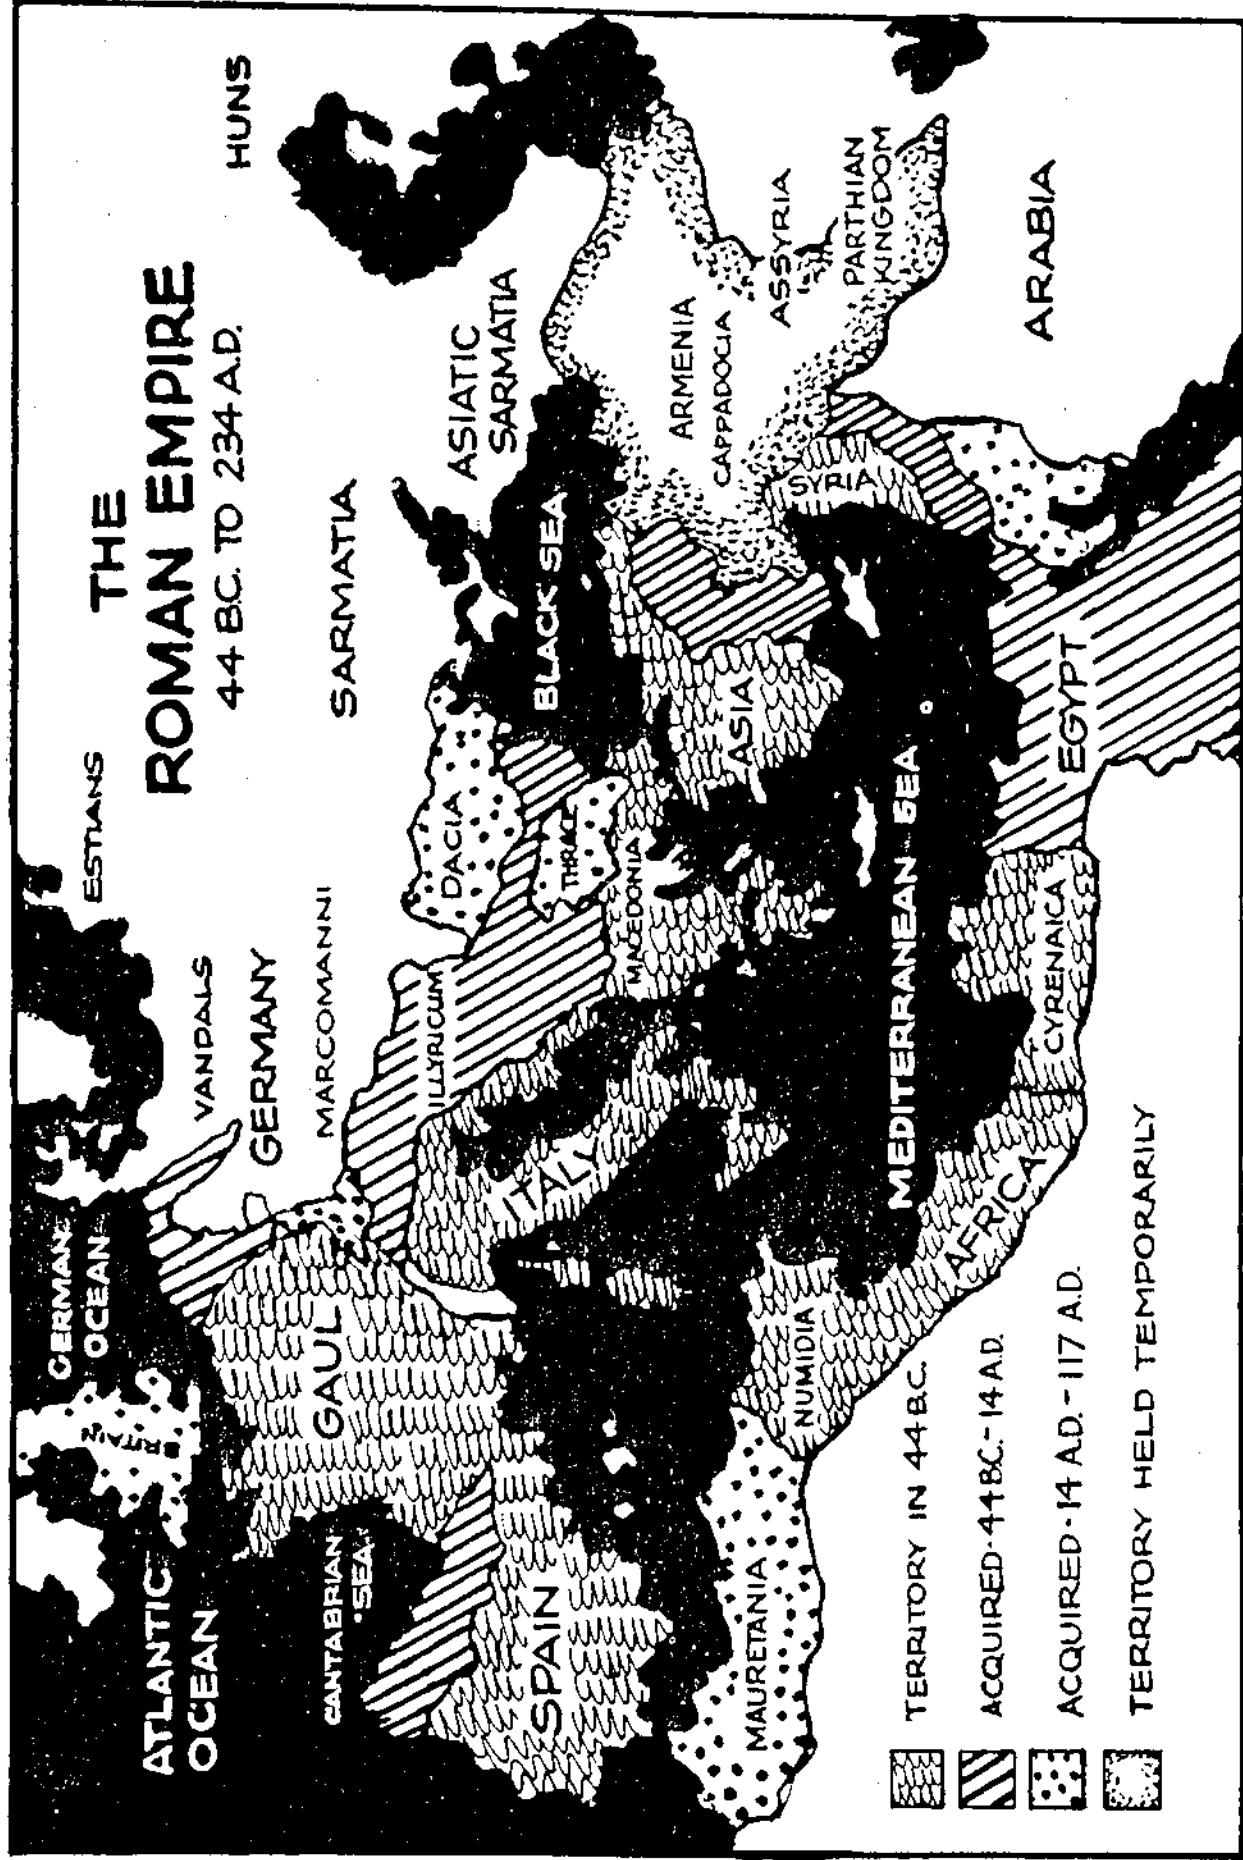 THE
ROMAN EMPIRE
44 B.C. TO 234 A.D.
HUNS
ESTIANS
VANDALS
GERMANY
MARCOMANNI
SARMATIA
ASIATIC
SARMATIA
GERMAN
OCEAN
BRITAIN
ATLANTIC
OCEAN
CANTABRIAN
SEA
GAUL
SPAIN
ITALY
ILLYRICUM
DACIA
THRACE
MACEDONIA
BLACK SEA
ASIA
ARMENIA
CAPPADOCIA
ASSYRIA
PARTHIAN
KINGDOM
SYRIA
ARABIA
MEDITERRANEAN SEA
EGYPT
CYRENAICA
AFRICA
NUMIDIA
MAURETANIA
TERRITORY IN 44 B.C.
ACQUIRED-44 BC.-14 A.D.
ACQUIRED-14 A.D.-117 A.D.
TERRITORY HELD TEMPORARILY